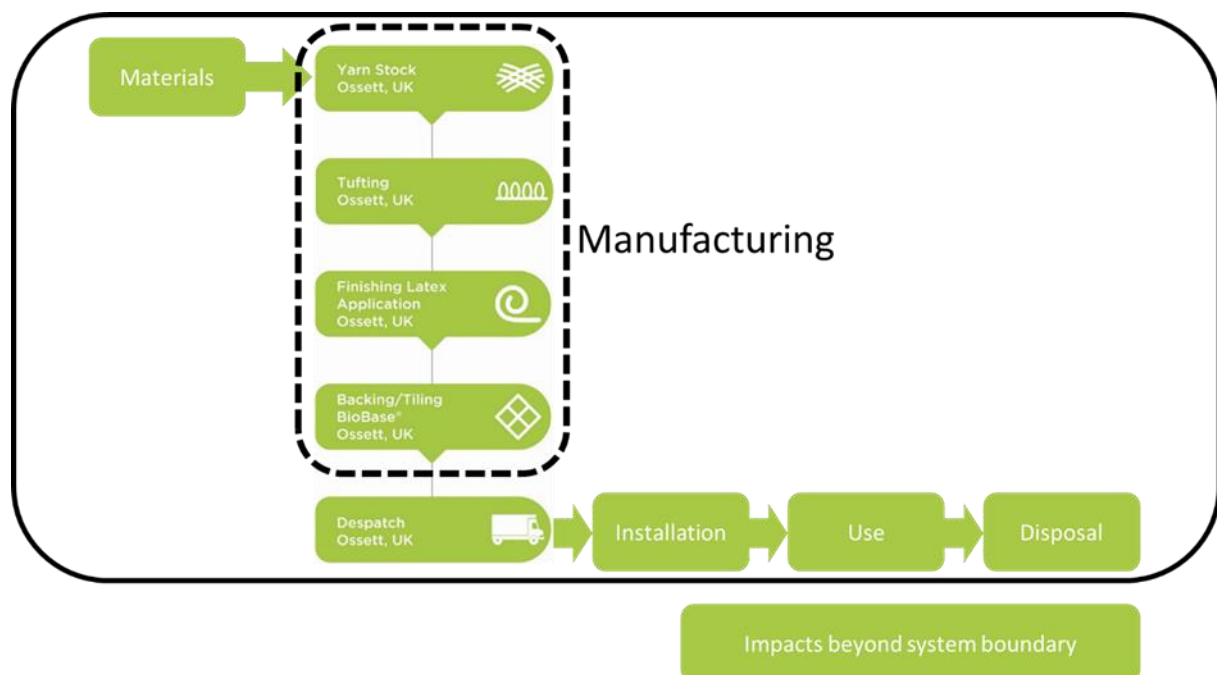 Materials
Yarn Stock
Ossett, UK
Tufting
Ossett, UK
Manufacturing
Finishing Latex
Application
Ossett, UK
Backing/Tiling
BioBase®
Ossett, UK
Despatch
Ossett, UK
Installation
Use
Disposal
Impacts beyond system boundary